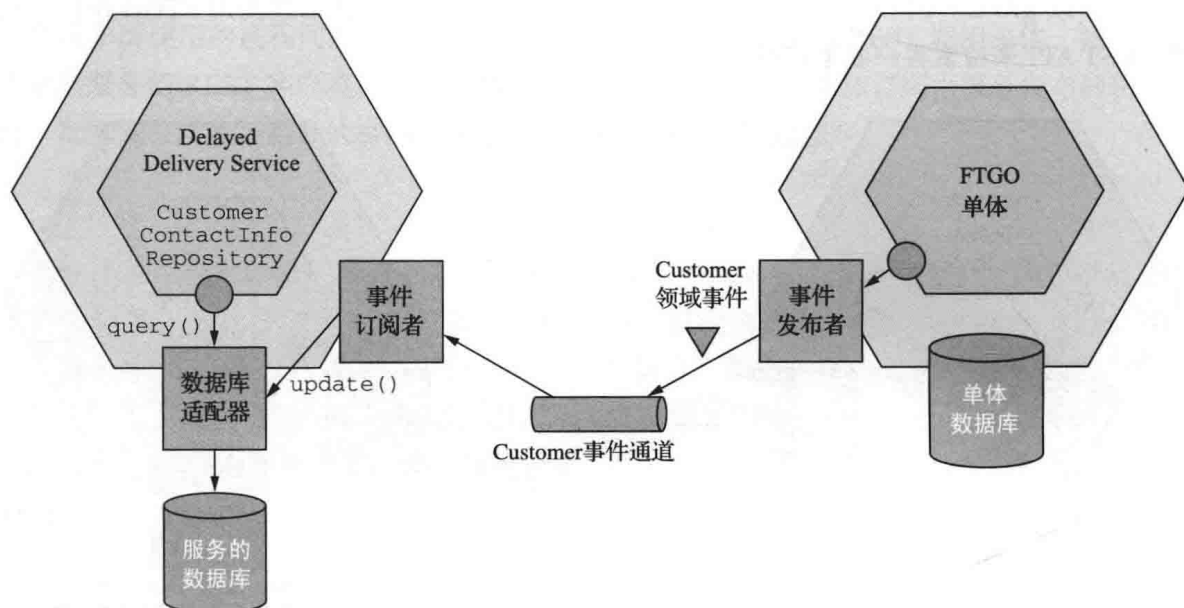 Delayed
Delivery Service
Customer
ContactInfo
Repository
query()
数据库
适配器
服务的
数据库
事件
订阅者
update()
Customer事件通道
Customer
领域事件
事件
发布者
FTGO
单体
单体
数据库